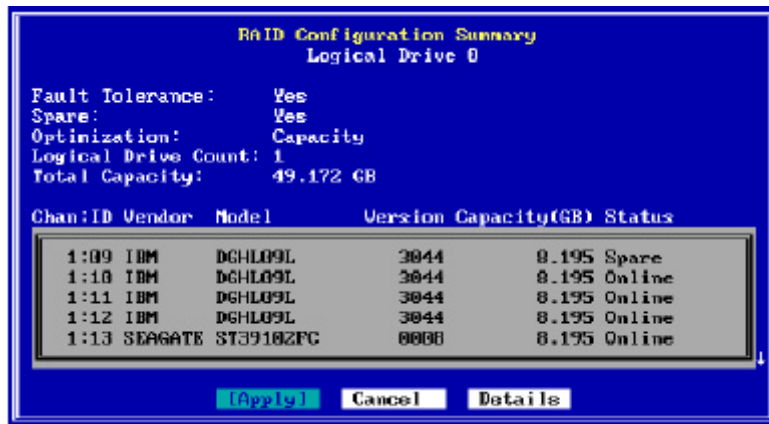 RAID Configuration Summary
Logical Drive 0
Fault Tolerance: Yes
Spare: Yes
Optimization: Capacity
Logical Drive Count: 1
Total Capacity: 49.172 GB
Chan:ID Vendor Model Version Capacity(GB) Status
1:09 IBM DGHL09L 3044 8.195 Spare
1:10 IBM DGHL09L 3044 8.195 Online
1:11 IBM DGHL09L 3044 8.195 Online
1:12 IBM DGHL09L 3044 8.195 Online
1:13 SEAGATE ST39102FC 0008 8.195 Online
[Apply] Cancel Details